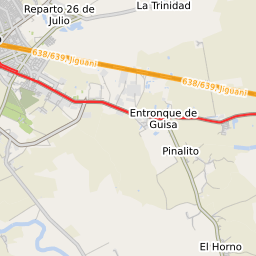 La Trinidad
Reparto 26 de
Julio
638/639, Jiguaní
638/639, Jiguaní
Entronque de
Guisa
Pinalito
El Horno